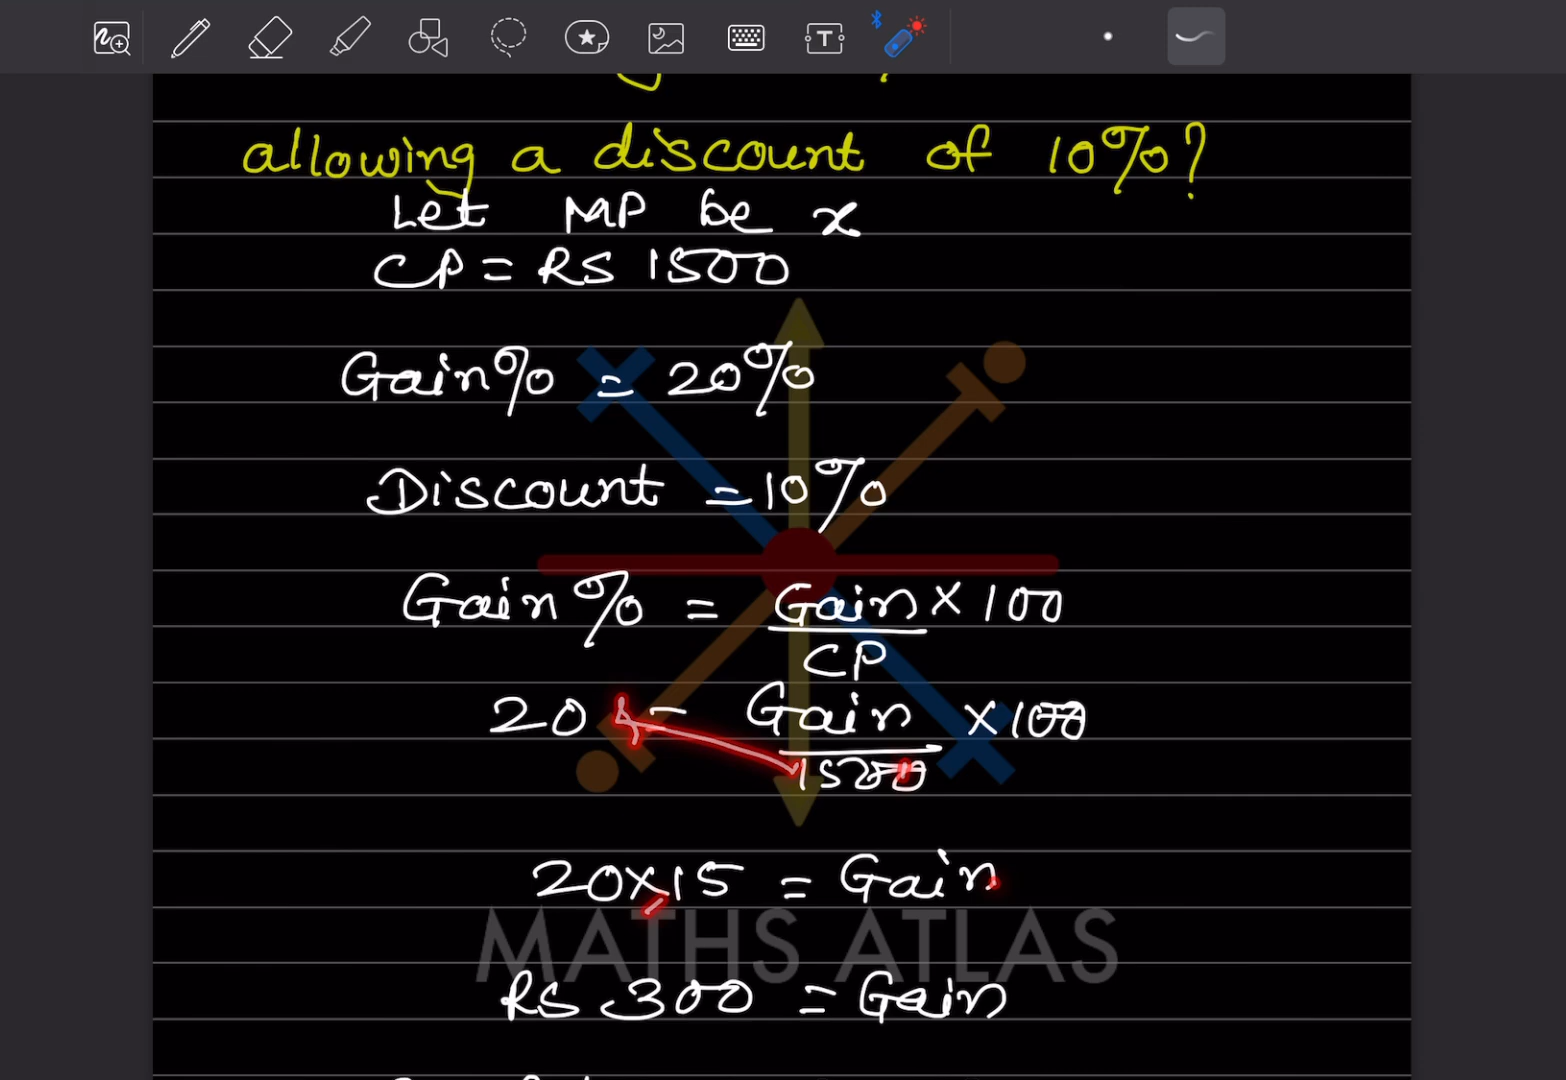 allowing a discount of 10%?
Let MP be x
CP = RS 1500
Gain% = 20%
Discount = 10%
Gain % = Gain × 100
CP
20 = Gain × 100
1500
20×15 = Gain
MATHS ATLAS
RS 300 = Gain